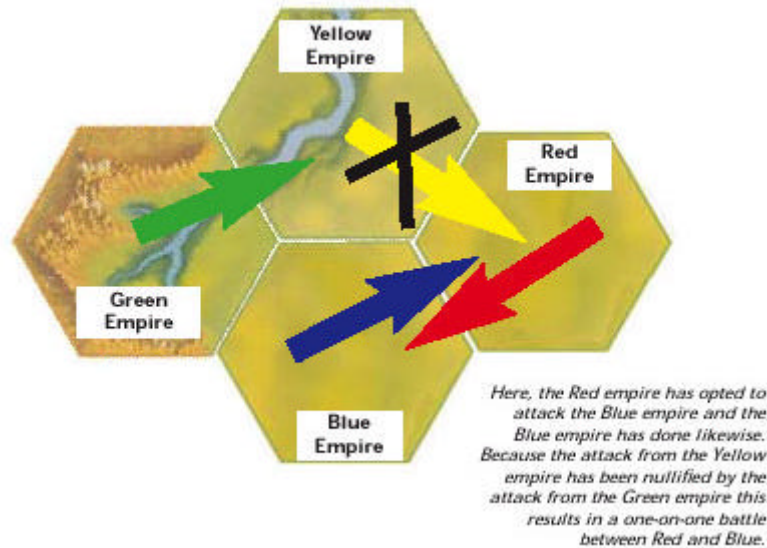 Yellow
Empire
Red
Empire
Green
Empire
Blue
Empire
Here, the Red empire has opted to
attack the Blue empire and the
Blue empire has done likewise.
Because the attack from the Yellow
empire has been nullified by the
attack from the Green empire this
results in a one-on-one battle
between Red and Blue.